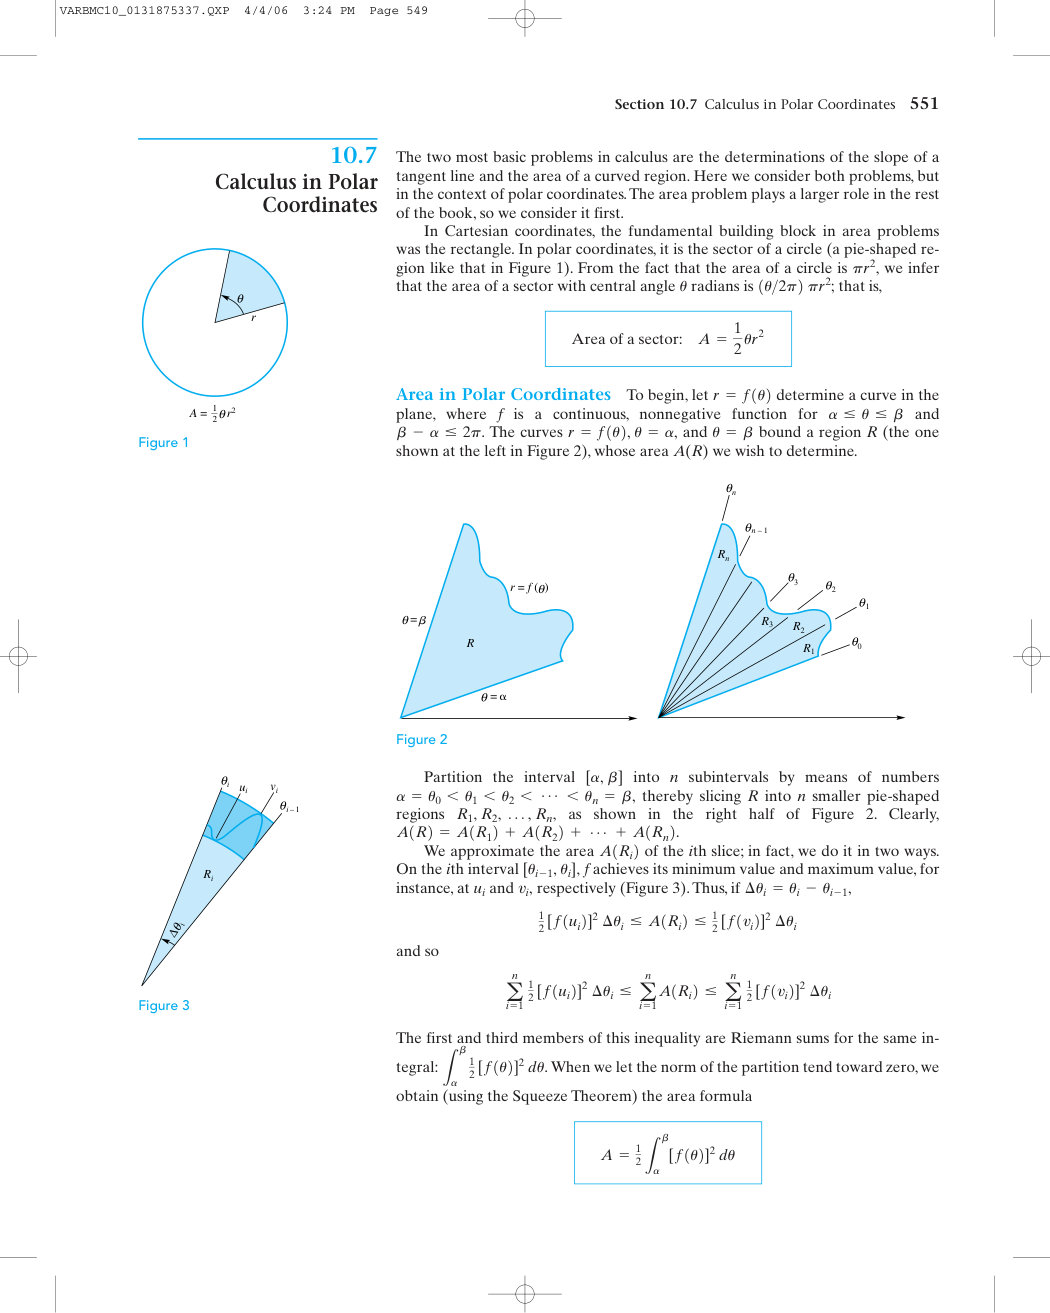 VARBMC10_0131875337.QXP 4/4/06 3:24 PM Page 549
Section 10.7 Calculus in Polar Coordinates 551
10.7
Calculus in Polar
Coordinates
The two most basic problems in calculus are the determinations of the slope of a
tangent line and the area of a curved region. Here we consider both problems, but
in the context of polar coordinates. The area problem plays a larger role in the rest
of the book, so we consider it first.
In Cartesian coordinates, the fundamental building block in area problems
was the rectangle. In polar coordinates, it is the sector of a circle (a pie-shaped re-
gion like that in Figure 1). From the fact that the area of a circle is πr², we infer
that the area of a sector with central angle θ radians is (θ/2π) πr²; that is,
θ
r
A = 1/2 θr²
Figure 1
Area of a sector: A = 1/2 θr²
Area in Polar Coordinates To begin, let r = f(θ) determine a curve in the
plane, where f is a continuous, nonnegative function for α ≤ θ ≤ β and
β − α ≤ 2π. The curves r = f(θ), θ = α, and θ = β bound a region R (the one
shown at the left in Figure 2), whose area A(R) we wish to determine.
r = f(θ)
θ = β
R
θ = α
θₙ
θₙ₋₁
Rₙ
θ₃
θ₂
θ₁
R₃
R₂
θ₀
R₁
Figure 2
Partition the interval [α, β] into n subintervals by means of numbers
α = θ₀ < θ₁ < θ₂ < ⋯ < θₙ = β, thereby slicing R into n smaller pie-shaped
regions R₁, R₂, …, Rₙ, as shown in the right half of Figure 2. Clearly,
A(R) = A(R₁) + A(R₂) + ⋯ + A(Rₙ).
We approximate the area A(Rᵢ) of the ith slice; in fact, we do it in two ways.
On the ith interval [θᵢ₋₁, θᵢ], f achieves its minimum value and maximum value, for
instance, at uᵢ and vᵢ, respectively (Figure 3). Thus, if Δθᵢ = θᵢ − θᵢ₋₁,
θᵢ
uᵢ
vᵢ
θᵢ₋₁
Rᵢ
Δθᵢ
Figure 3
1/2 [f(uᵢ)]² Δθᵢ ≤ A(Rᵢ) ≤ 1/2 [f(vᵢ)]² Δθᵢ
and so
∑ⁿᵢ₌₁ 1/2 [f(uᵢ)]² Δθᵢ ≤ ∑ⁿᵢ₌₁ A(Rᵢ) ≤ ∑ⁿᵢ₌₁ 1/2 [f(vᵢ)]² Δθᵢ
The first and third members of this inequality are Riemann sums for the same in-
tegral: ∫_α^β 1/2 [f(θ)]² dθ. When we let the norm of the partition tend toward zero, we
obtain (using the Squeeze Theorem) the area formula
A = 1/2 ∫_α^β [f(θ)]² dθ